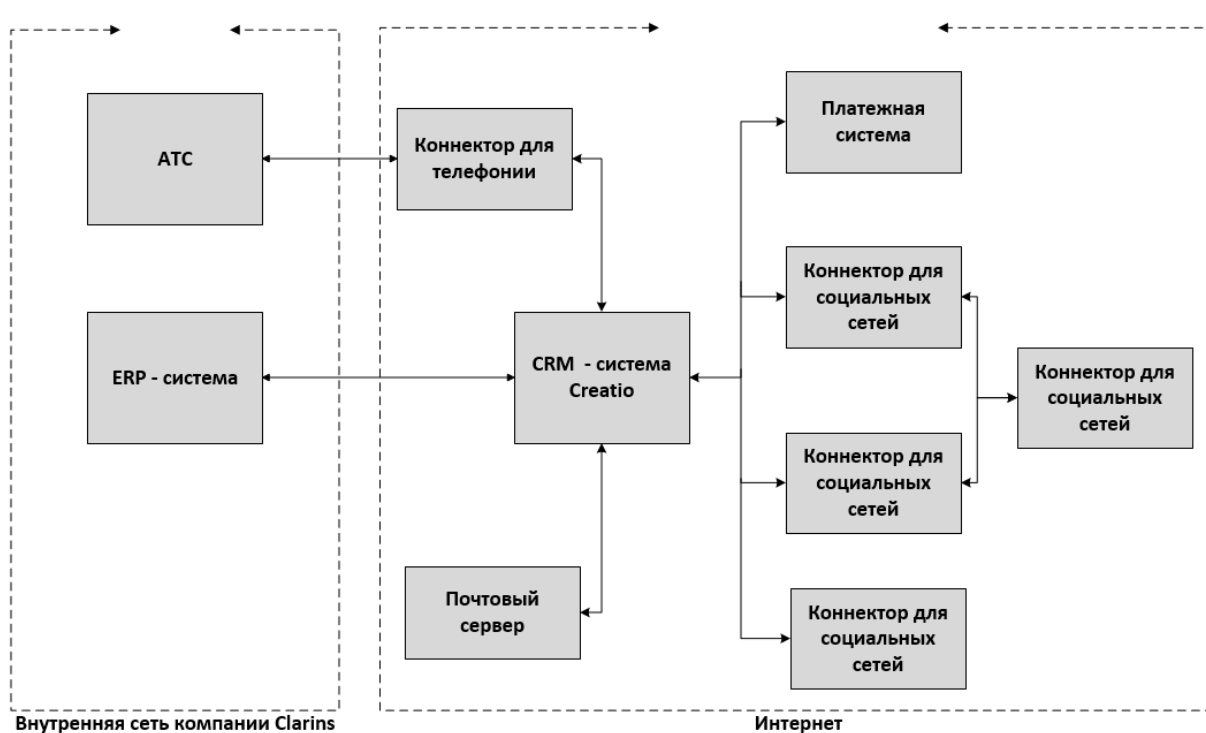 АТС
ERP - система
Внутренняя сеть компании Clarins
Коннектор для
телефонии
CRM - система
Creatio
Почтовый
сервер
Платежная
система
Коннектор для
социальных
сетей
Коннектор для
социальных
сетей
Коннектор для
социальных
сетей
Коннектор для
социальных
сетей
Интернет